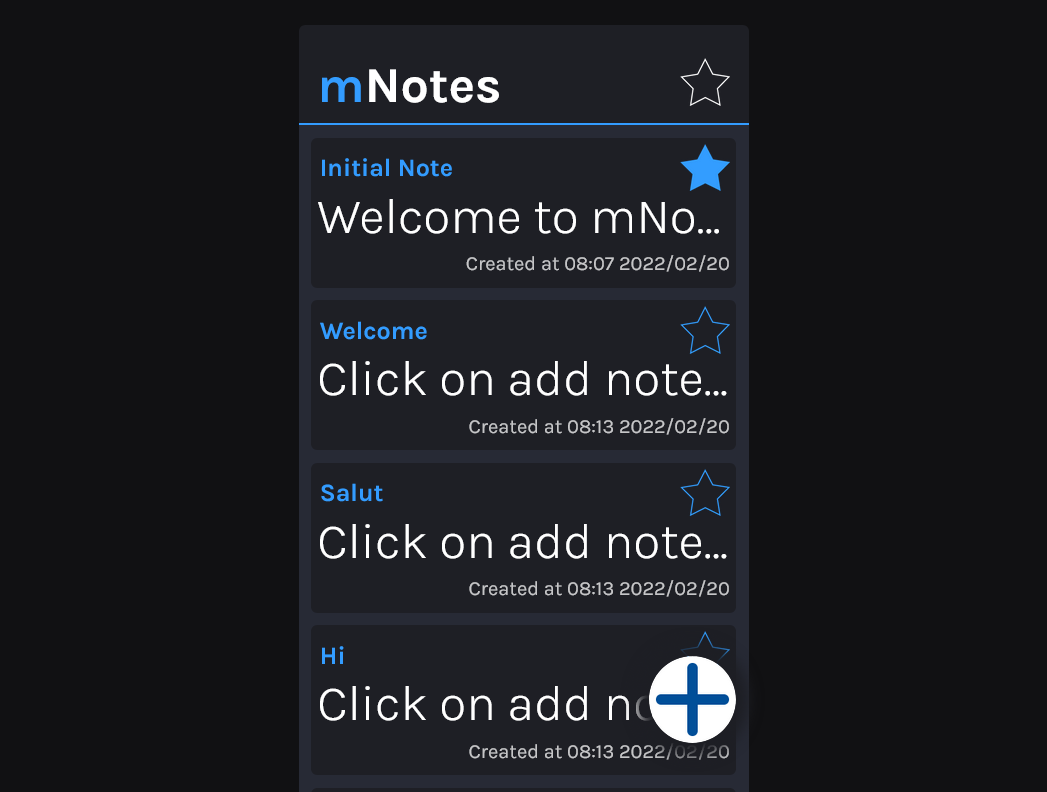 mNotes
Initial Note
Welcome to mNo...
Created at 08:07 2022/02/20
Welcome
Click on add note...
Created at 08:13 2022/02/20
Salut
Click on add note...
Created at 08:13 2022/02/20
Hi
Click on add
Created at 08:13 2022/02/20